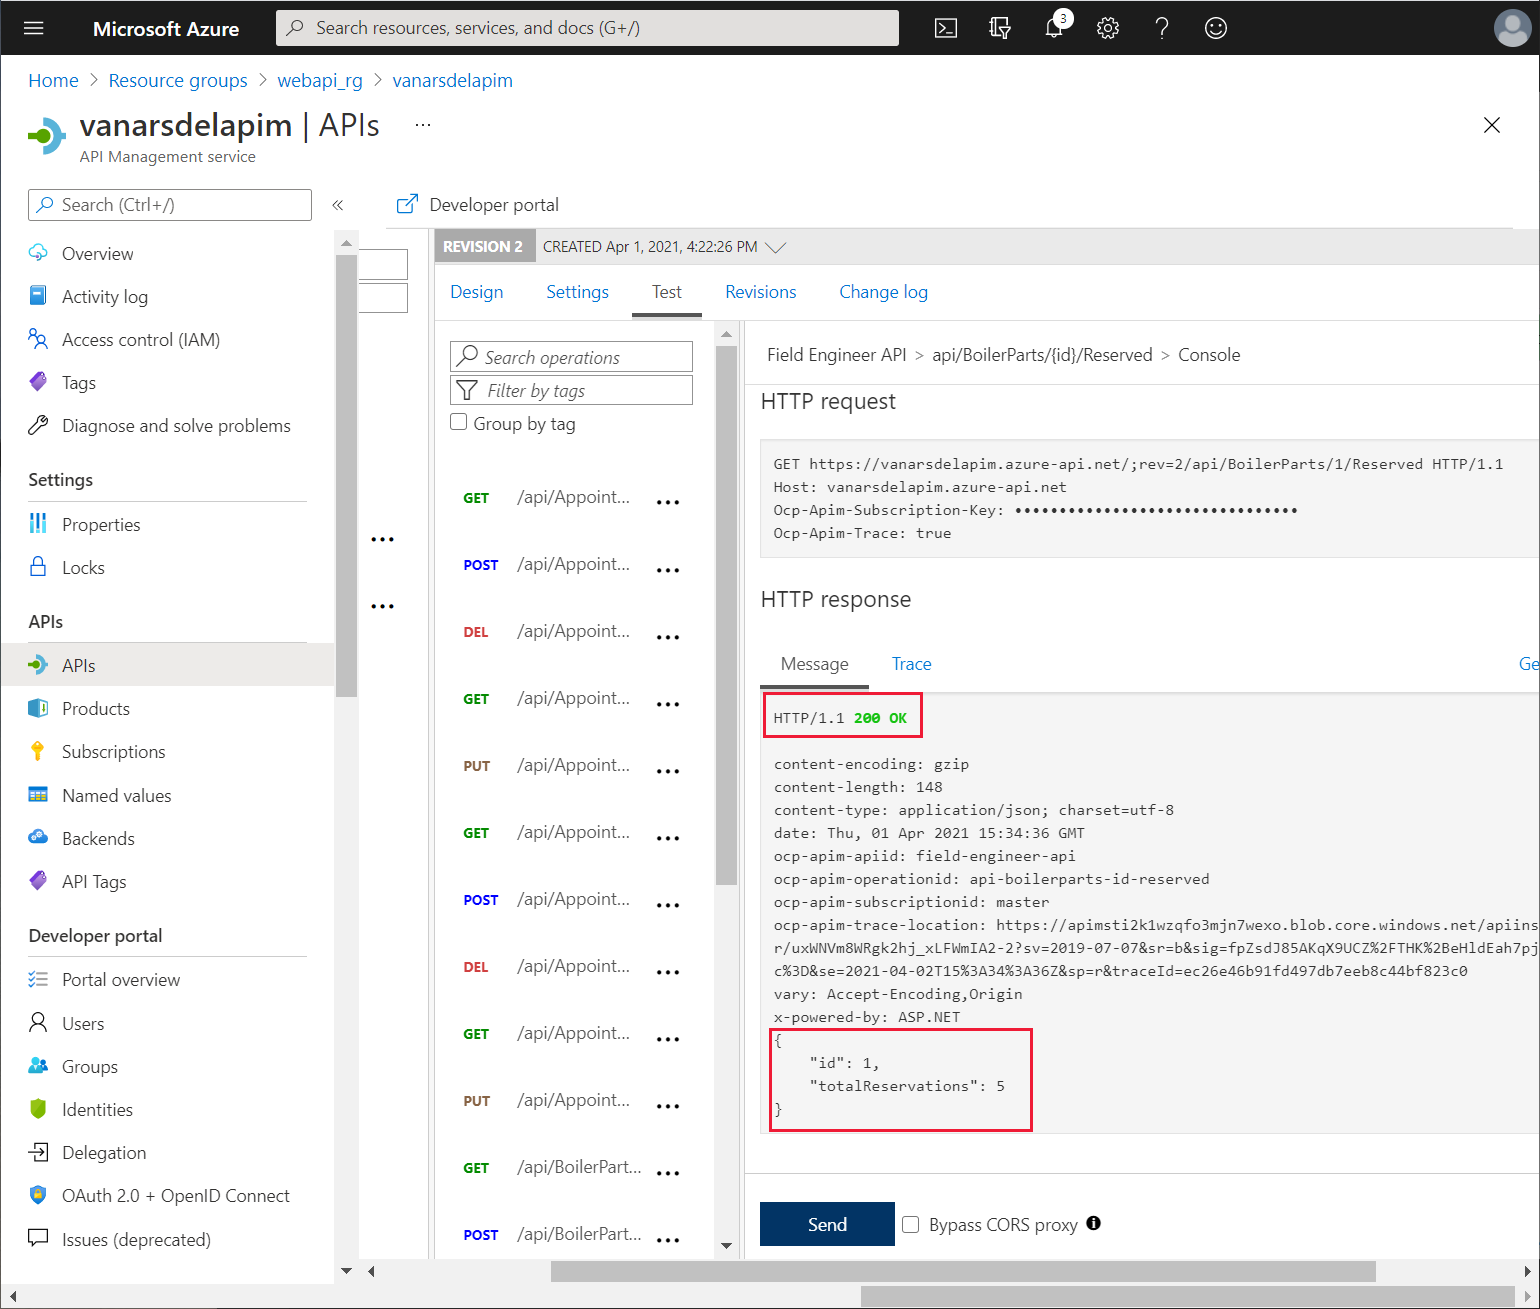 Microsoft Azure
Search resources, services, and docs (G+/)
3
Home > Resource groups > webapi_rg > vanarsdelapim
vanarsdelapim | APIs ...
API Management service
Search (Ctrl+/)
«
Developer portal
Overview
Activity log
Access control (IAM)
Tags
Diagnose and solve problems
Settings
Properties
Locks
APIs
APIs
Products
Subscriptions
Named values
Backends
API Tags
Developer portal
Portal overview
Users
Groups
Identities
Delegation
OAuth 2.0 + OpenID Connect
Issues (deprecated)
REVISION 2 CREATED Apr 1, 2021, 4:22:26 PM
Design Settings Test Revisions Change log
Search operations
Filter by tags
Group by tag
GET /api/Appoint... ...
POST /api/Appoint... ...
DEL /api/Appoint... ...
GET /api/Appoint... ...
PUT /api/Appoint... ...
GET /api/Appoint... ...
POST /api/Appoint... ...
DEL /api/Appoint... ...
GET /api/Appoint... ...
PUT /api/Appoint... ...
GET /api/BoilerPart... ...
POST /api/BoilerPart... ...
Field Engineer API > api/BoilerParts/{id}/Reserved > Console
HTTP request
GET https://vanarsdelapim.azure-api.net/;rev=2/api/BoilerParts/1/Reserved HTTP/1.1
Host: vanarsdelapim.azure-api.net
Ocp-Apim-Subscription-Key: ••••••••••••••••••••••••••••••••
Ocp-Apim-Trace: true
HTTP response
Message Trace Ge
HTTP/1.1 200 OK
content-encoding: gzip
content-length: 148
content-type: application/json; charset=utf-8
date: Thu, 01 Apr 2021 15:34:36 GMT
ocp-apim-apiid: field-engineer-api
ocp-apim-operationid: api-boilerparts-id-reserved
ocp-apim-subscriptionid: master
ocp-apim-trace-location: https://apimsti2k1wzqfo3mjn7wexo.blob.core.windows.net/apiins
r/uxWNVm8WRgk2hj_xLFWmIA2-2?sv=2019-07-07&sr=b&sig=fpZsdJ85AKqX9UCZ%2FTHK%2BeHldEah7pj
c%3D&se=2021-04-02T15%3A34%3A36Z&sp=r&traceId=ec26e46b91fd497db7eeb8c44bf823c0
vary: Accept-Encoding,Origin
x-powered-by: ASP.NET
{
"id": 1,
"totalReservations": 5
}
Send Bypass CORS proxy